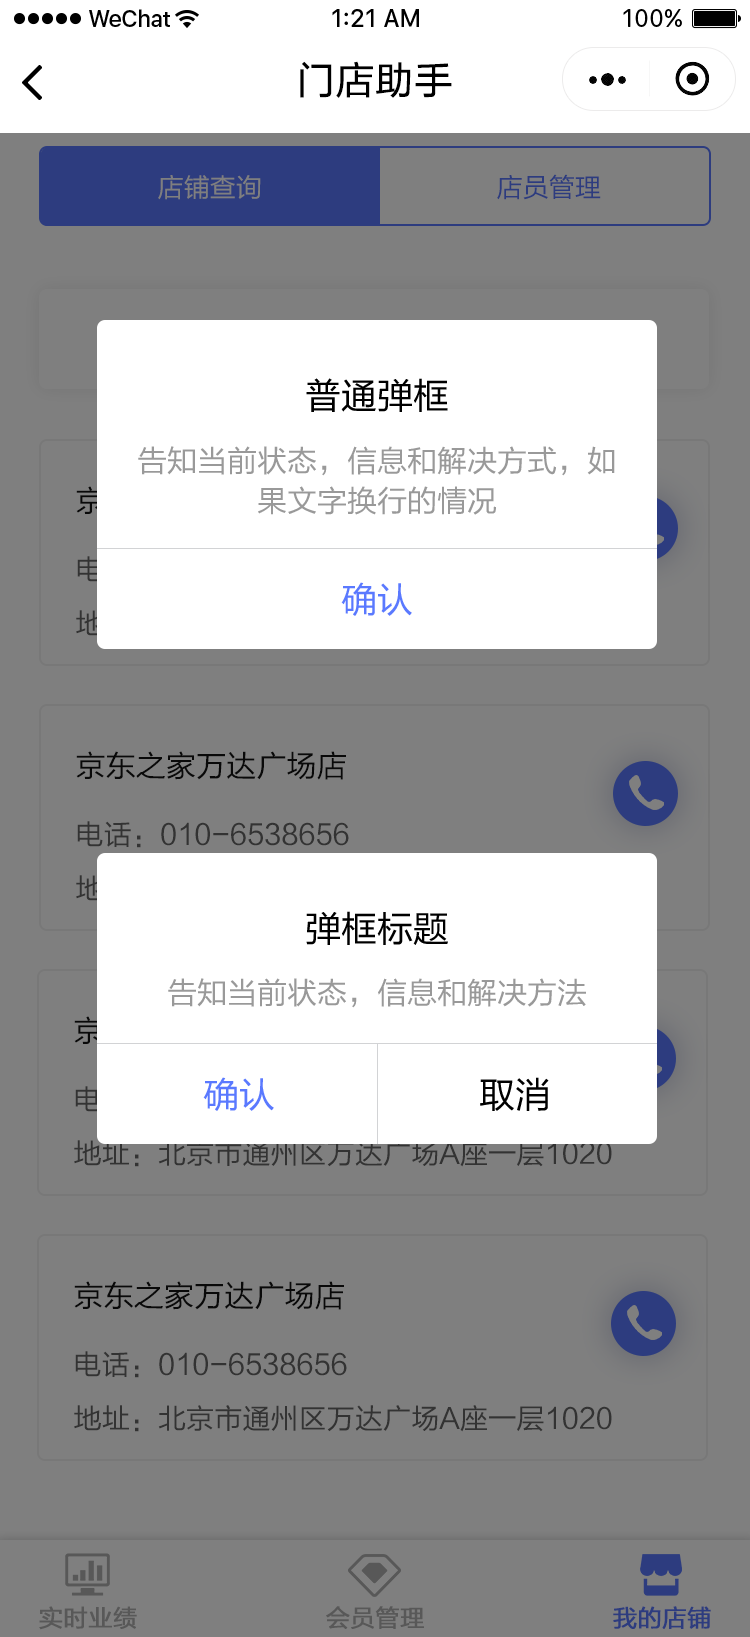 WeChat 1:21 AM 100%
门店助手
店铺查询 店员管理
普通弹框
告知当前状态，信息和解决方式，如
果文字换行的情况
京
电
确认
地
京东之家万达广场店
电话：010-6538656
地
弹框标题
告知当前状态，信息和解决方法
京
电
确认 取消
地址：北京市通州区万达广场A座一层1020
京东之家万达广场店
电话：010-6538656
地址：北京市通州区万达广场A座一层1020
实时业绩 会员管理 我的店铺